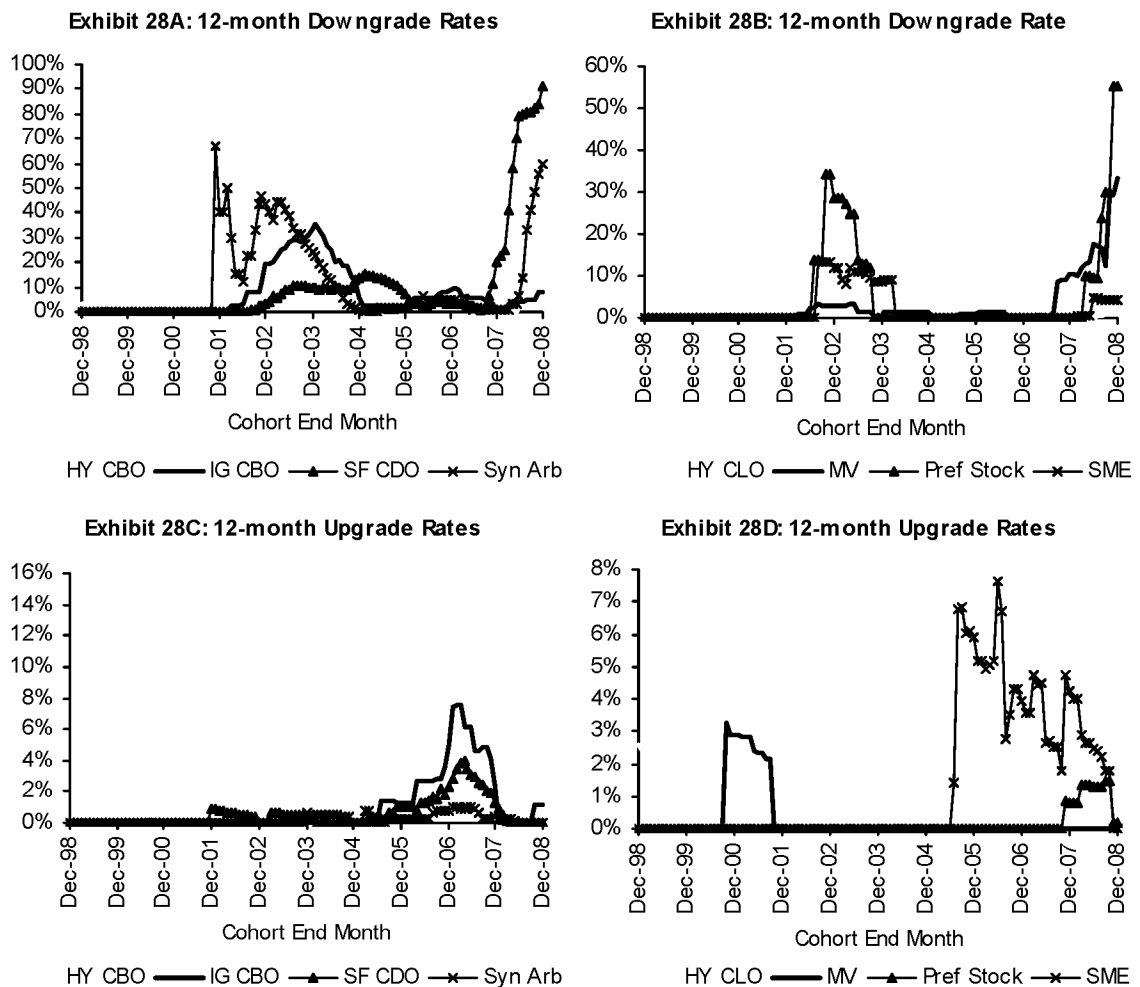 Exhibit 28A: 12-month Downgrade Rates
100%
90%
80%
70%
60%
50%
40%
30%
20%
10%
0%
Dec-98
Dec-99
Dec-00
Dec-01
Dec-02
Dec-03
Dec-04
Dec-05
Dec-06
Dec-07
Dec-08
Cohort End Month
HY CBO IG CBO SF CDO Syn Arb
Exhibit 28B: 12-month Downgrade Rate
60%
50%
40%
30%
20%
10%
0%
Dec-98
Dec-99
Dec-00
Dec-01
Dec-02
Dec-03
Dec-04
Dec-05
Dec-06
Dec-07
Dec-08
Cohort End Month
HY CLO MV Pref Stock SME
Exhibit 28C: 12-month Upgrade Rates
16%
14%
12%
10%
8%
6%
4%
2%
0%
Dec-98
Dec-99
Dec-00
Dec-01
Dec-02
Dec-03
Dec-04
Dec-05
Dec-06
Dec-07
Dec-08
Cohort End Month
HY CBO IG CBO SF CDO Syn Arb
Exhibit 28D: 12-month Upgrade Rates
8%
7%
6%
5%
4%
3%
2%
1%
0%
Dec-98
Dec-99
Dec-00
Dec-01
Dec-02
Dec-03
Dec-04
Dec-05
Dec-06
Dec-07
Dec-08
Cohort End Month
HY CLO MV Pref Stock SME